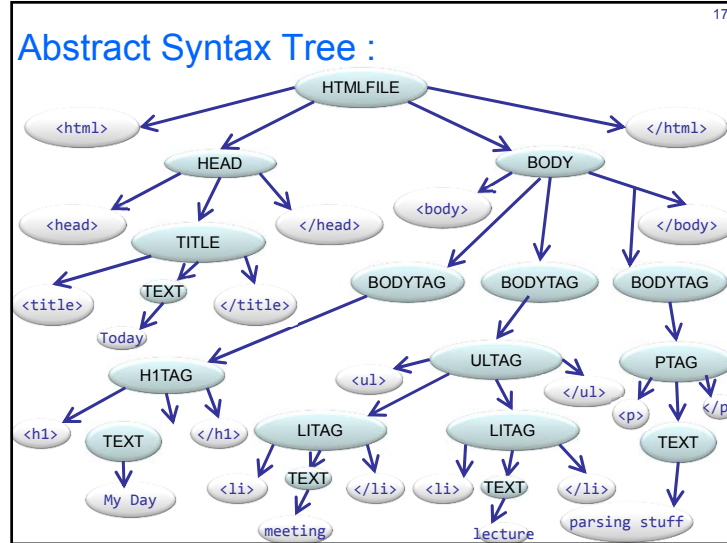 17
Abstract Syntax Tree :
HTMLFILE
<html>
</html>
HEAD
BODY
<head>
</head>
<body>
</body>
TITLE
<title>
TEXT
</title>
BODYTAG
BODYTAG
BODYTAG
Today
H1TAG
<ul>
ULTAG
</ul>
PTAG
<h1>
TEXT
</h1>
LITAG
LITAG
<p>
</p
TEXT
My Day
<li>
TEXT
</li>
<li>
TEXT
</li>
meeting
lecture
parsing stuff